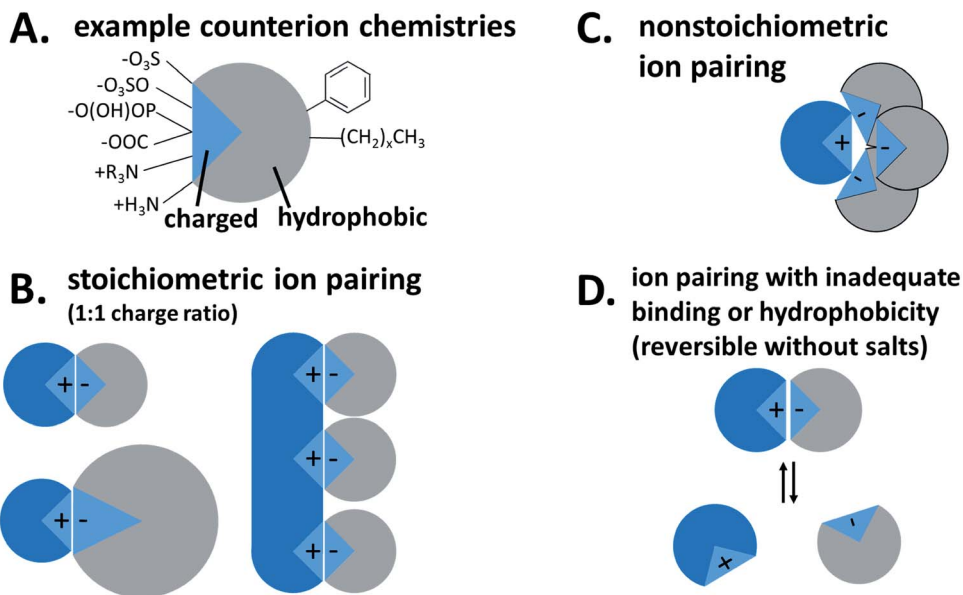 A. example counterion chemistries
-O₃S
-O₃SO
-O(OH)OP
-OOC
+R₃N
+H₃N
(CH₂)ₓCH₃
charged
hydrophobic
B. stoichiometric ion pairing
(1:1 charge ratio)
+ -
+ -
+ -
+ -
+ -
C. nonstoichiometric
ion pairing
-
+ -
-
D. ion pairing with inadequate
binding or hydrophobicity
(reversible without salts)
+ -
+
-